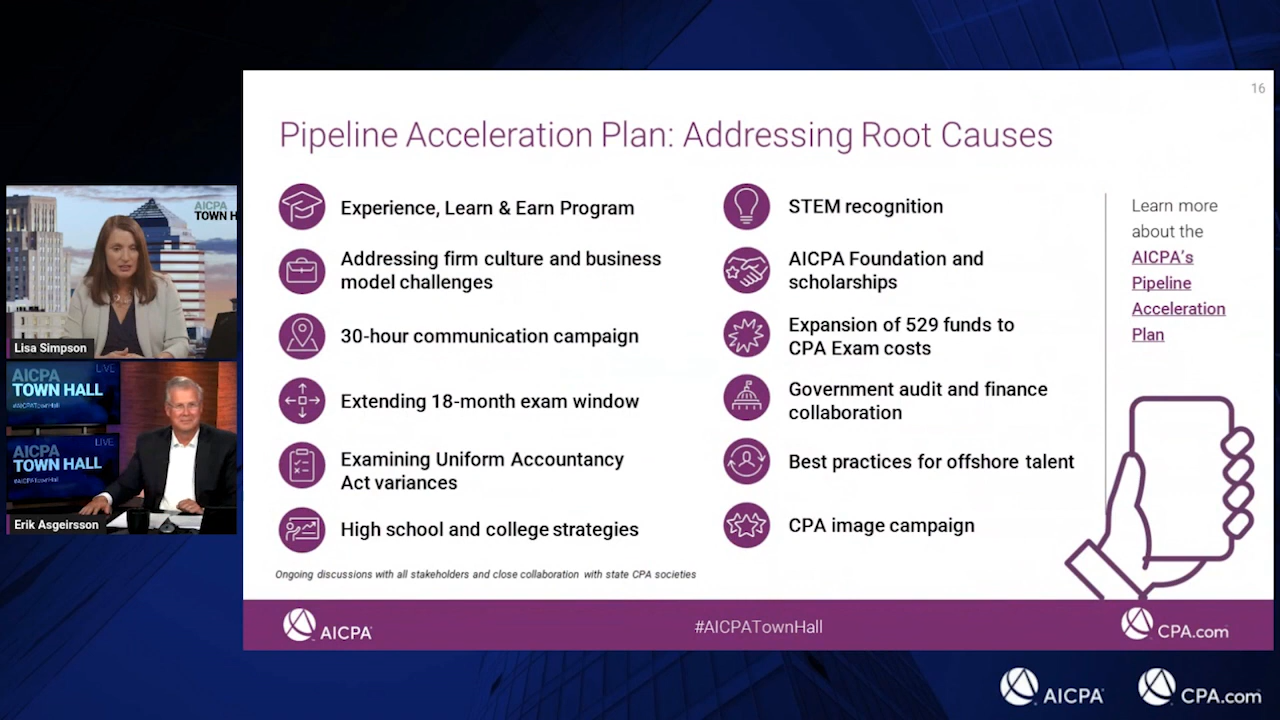 16
Pipeline Acceleration Plan: Addressing Root Causes
Experience, Learn & Earn Program
Addressing firm culture and business
model challenges
30-hour communication campaign
Extending 18-month exam window
Examining Uniform Accountancy
Act variances
High school and college strategies
STEM recognition
AICPA Foundation and
scholarships
Expansion of 529 funds to
CPA Exam costs
Government audit and finance
collaboration
Best practices for offshore talent
CPA image campaign
Learn more
about the
AICPA's
Pipeline
Acceleration
Plan
Ongoing discussions with all stakeholders and close collaboration with state CPA societies
AICPA
#AICPATownHall
CPA.com
AICPA
TOWN H
Lisa Simpson
LIVE
AICPA
TOWN HALL
#AICPATownHall
LIVE
AICPA
TOWN HALL
#AICPATownHall
Erik Asgeirsson
AICPA
CPA.com